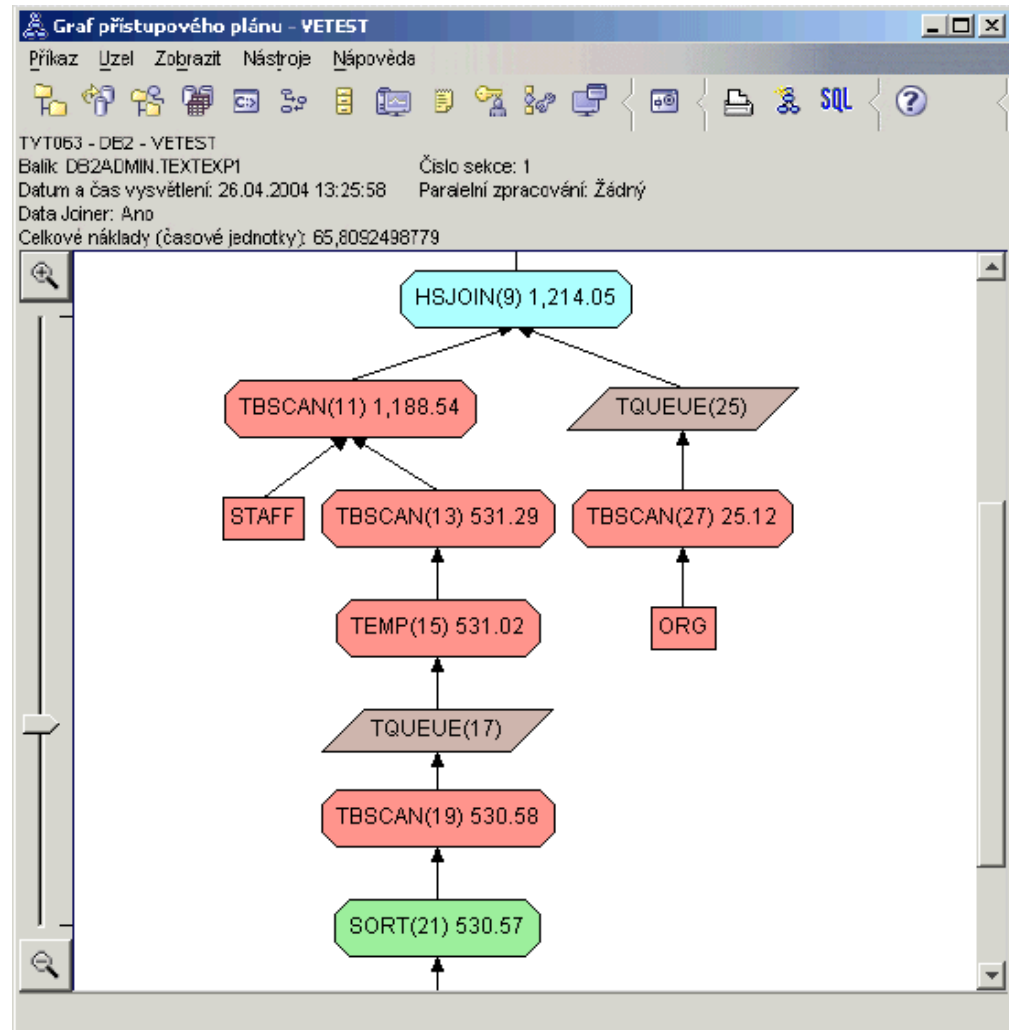 Graf přístupového plánu - VETEST
Příkaz Uzel Zobrazit Nástroje Nápověda
SQL
TVT063 - DB2 - VETEST
Balík: DB2ADMIN.TEXTEXP1 Číslo sekce: 1
Datum a čas vysvětlení: 26.04.2004 13:25:58 Paralelní zpracování: Žádný
Data Joiner: Ano
Celkové náklady (časové jednotky): 65,8092498779
HSJOIN(9) 1,214.05
TBSCAN(11) 1,188.54 TQUEUE(25)
STAFF TBSCAN(13) 531.29 TBSCAN(27) 25.12
TEMP(15) 531.02 ORG
TQUEUE(17)
TBSCAN(19) 530.58
SORT(21) 530.57